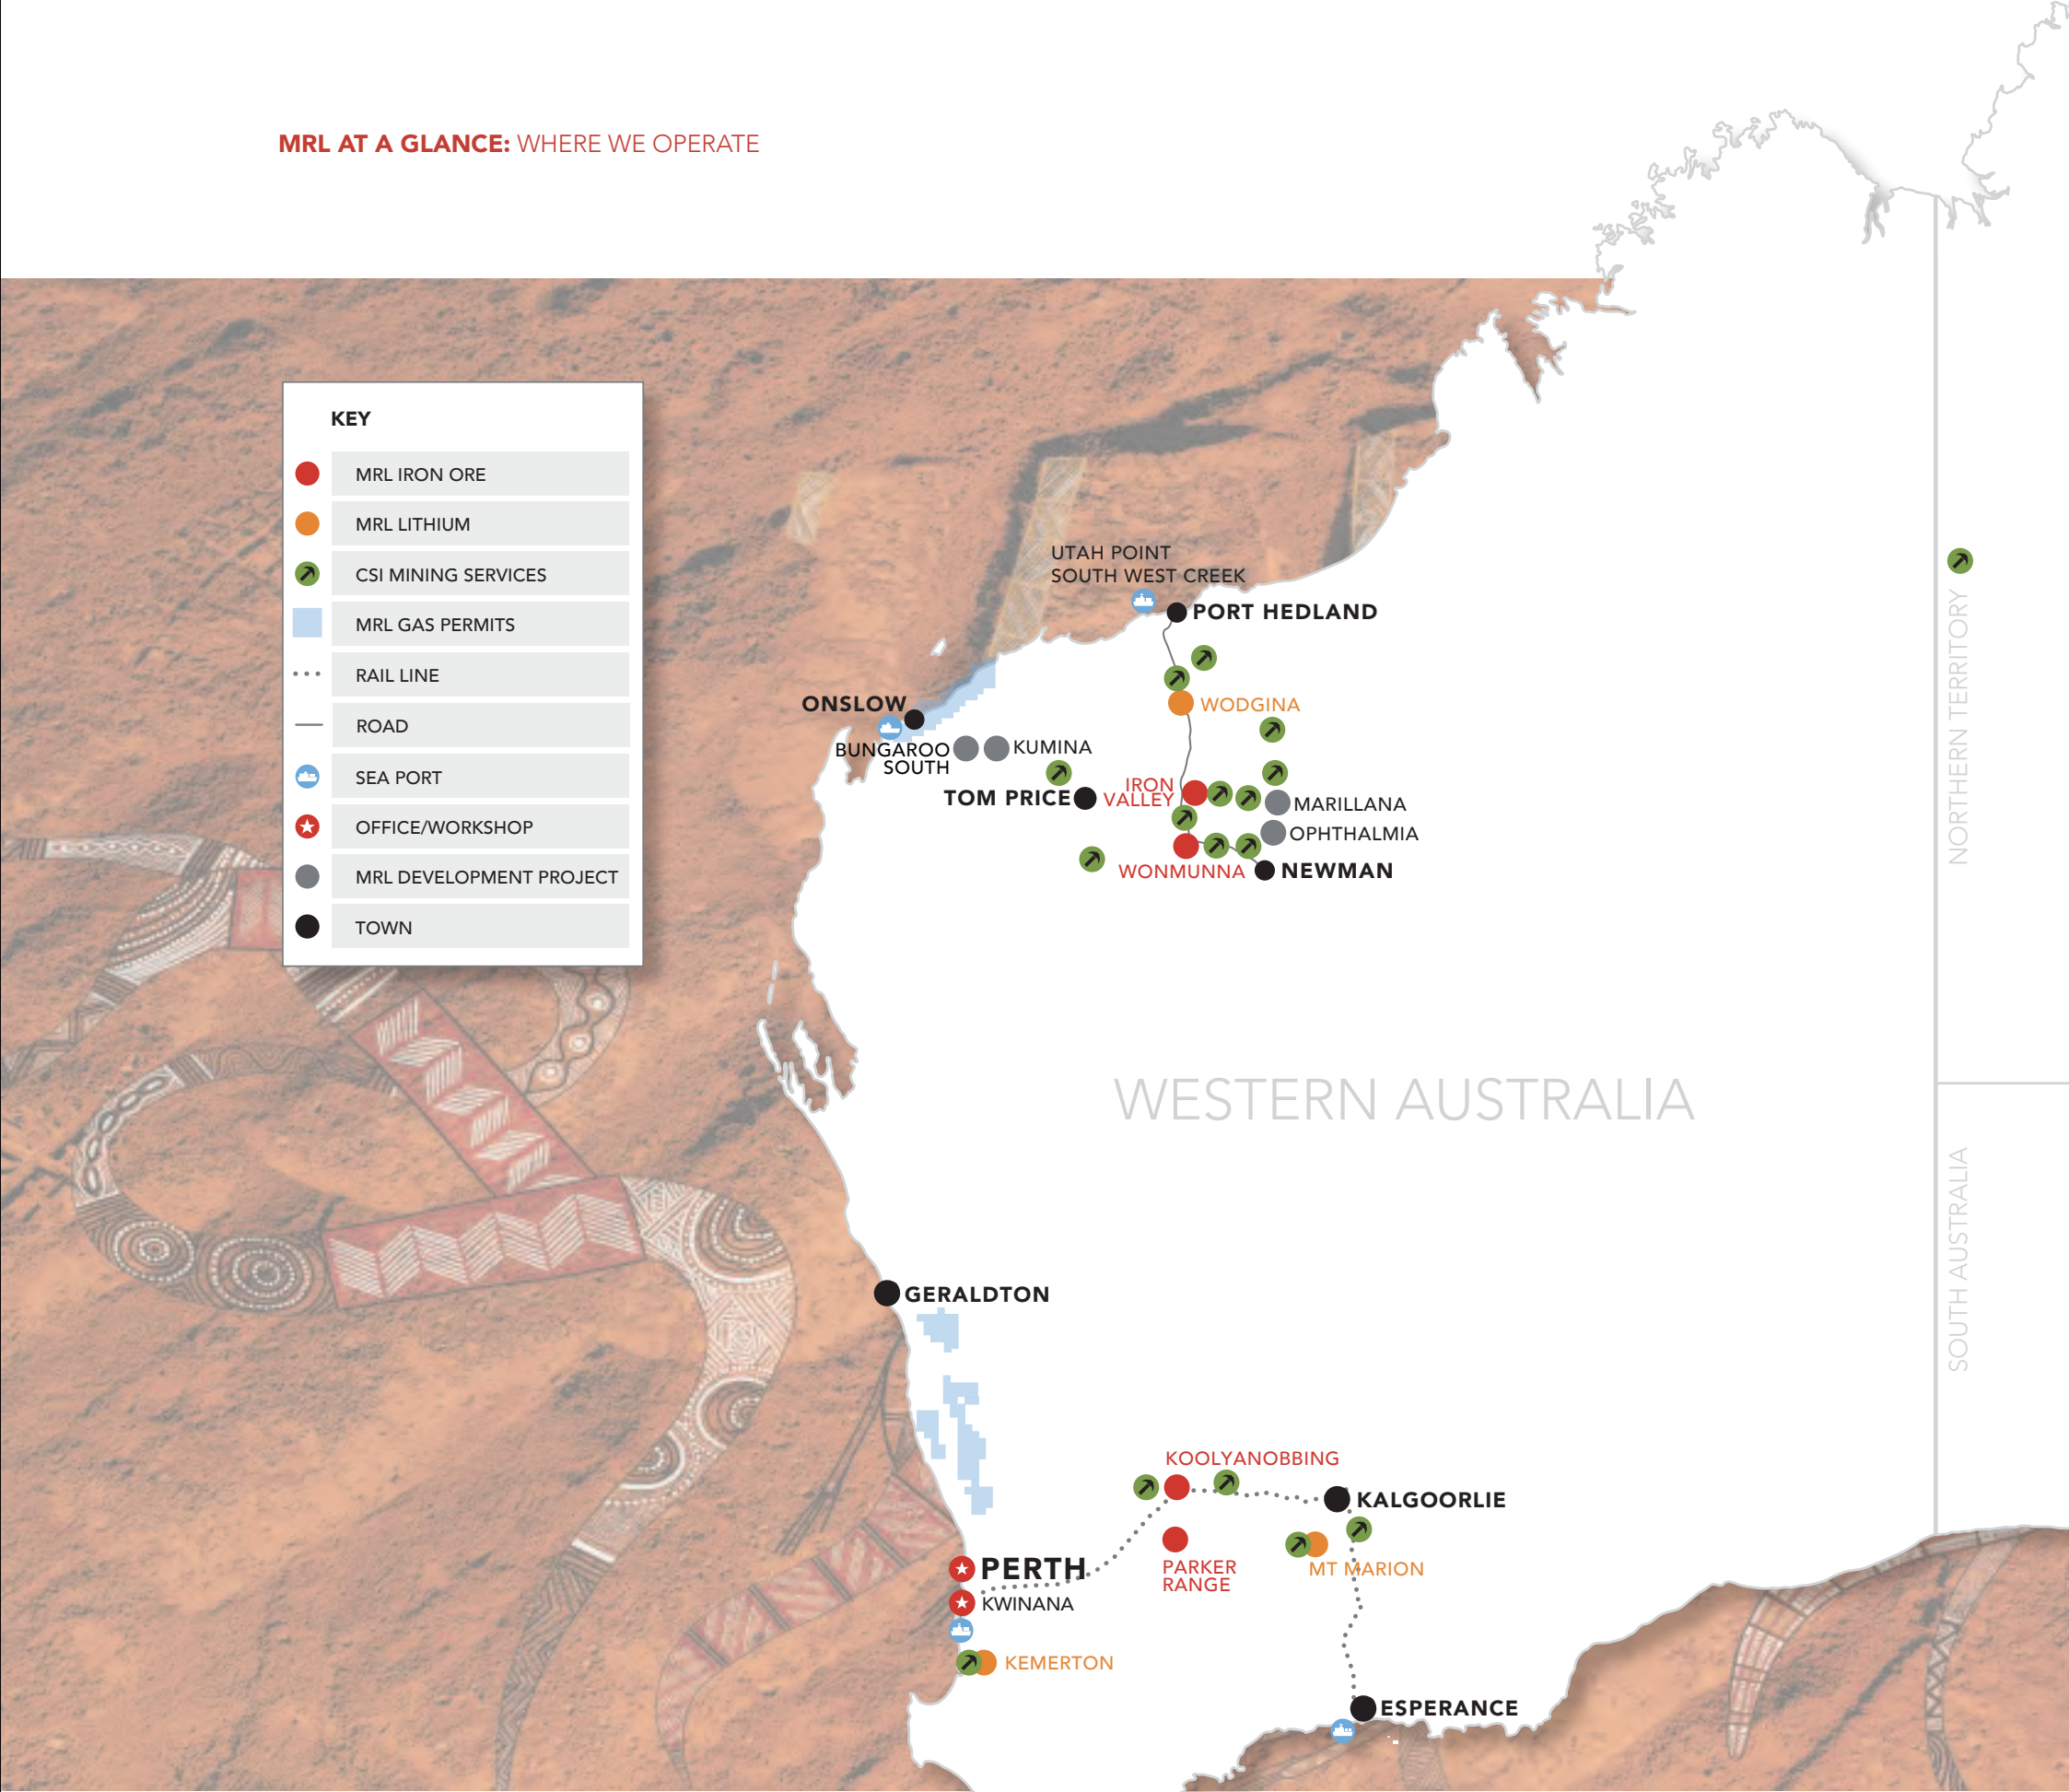 MRL AT A GLANCE: WHERE WE OPERATE
KEY
MRL IRON ORE
MRL LITHIUM
CSI MINING SERVICES
MRL GAS PERMITS
RAIL LINE
ROAD
SEA PORT
OFFICE/WORKSHOP
MRL DEVELOPMENT PROJECT
TOWN
UTAH POINT
SOUTH WEST CREEK
PORT HEDLAND
WODGINA
ONSLOW
BUNGAROO
SOUTH
KUMINA
TOM PRICE
IRON
VALLEY
MARILLANA
OPHTHALMIA
WONMUNNA
NEWMAN
NORTHERN TERRITORY
WESTERN AUSTRALIA
SOUTH AUSTRALIA
GERALDTON
KOOLYANOBBING
KALGOORLIE
PARKER
RANGE
MT MARION
PERTH
KWINANA
KEMERTON
ESPERANCE